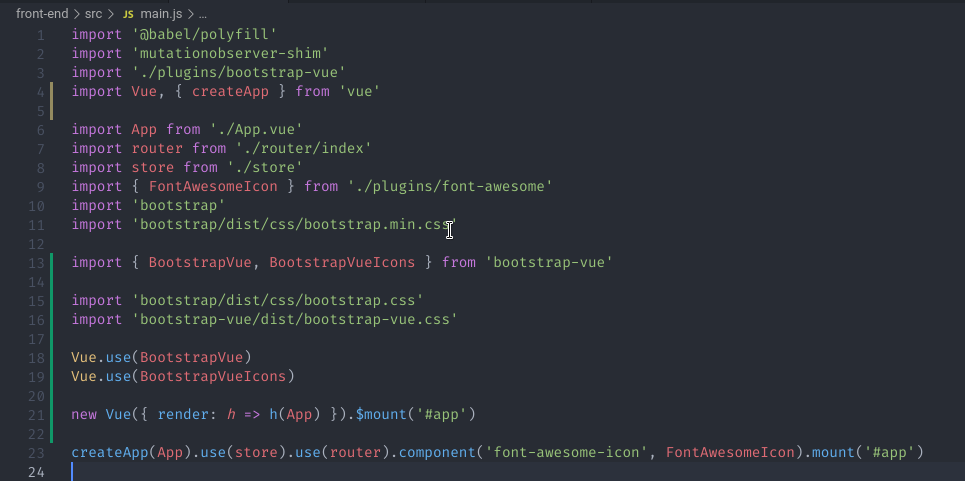 front-end > src > JS main.js > ...
1 import '@babel/polyfill'
2 import 'mutationobserver-shim'
3 import './plugins/bootstrap-vue'
4 import Vue, { createApp } from 'vue'
5
6 import App from './App.vue'
7 import router from './router/index'
8 import store from './store'
9 import { FontAwesomeIcon } from './plugins/font-awesome'
10 import 'bootstrap'
11 import 'bootstrap/dist/css/bootstrap.min.css'
12
13 import { BootstrapVue, BootstrapVueIcons } from 'bootstrap-vue'
14
15 import 'bootstrap/dist/css/bootstrap.css'
16 import 'bootstrap-vue/dist/bootstrap-vue.css'
17
18 Vue.use(BootstrapVue)
19 Vue.use(BootstrapVueIcons)
20
21 new Vue({ render: h => h(App) }).$mount('#app')
22
23 createApp(App).use(store).use(router).component('font-awesome-icon', FontAwesomeIcon).mount('#app')
24